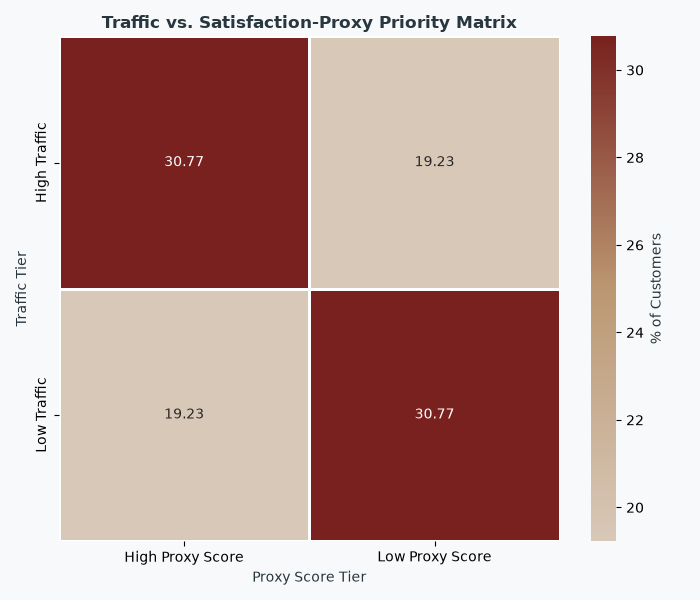 Traffic vs. Satisfaction-Proxy Priority Matrix
Traffic Tier
High Traffic
Low Traffic
30.77
19.23
19.23
30.77
High Proxy Score
Low Proxy Score
Proxy Score Tier
30
28
26
24
22
20
% of Customers